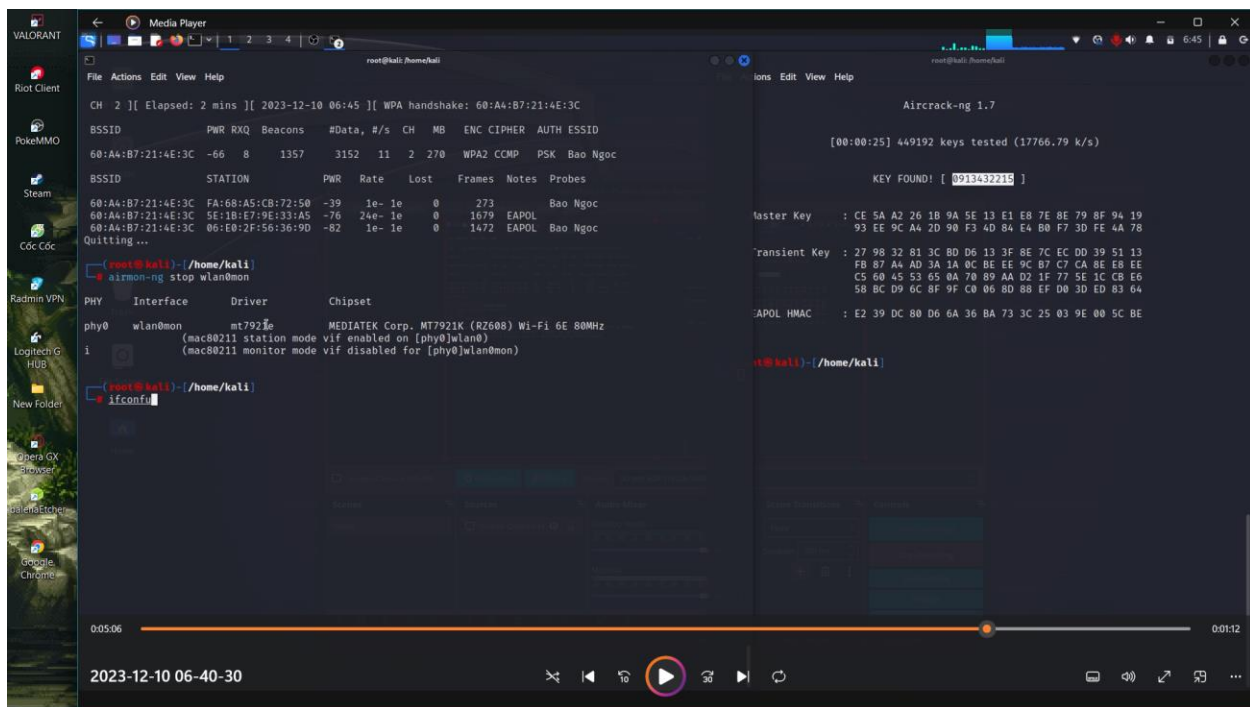 VALORANT
Riot Client
PokeMMO
Steam
Cốc Cốc
Radmin VPN
Logitech G
HUB
New Folder
Opera GX
Browser
balenaEtcher
Google
Chrome
Media Player
1 2 3 4
6:45
root@kali: /home/kali
File Actions Edit View Help
CH 2 ][ Elapsed: 2 mins ][ 2023-12-10 06:45 ][ WPA handshake: 60:A4:B7:21:4E:3C
BSSID PWR RXQ Beacons #Data, #/s CH MB ENC CIPHER AUTH ESSID
60:A4:B7:21:4E:3C -66 8 1357 3152 11 2 270 WPA2 CCMP PSK Bao Ngoc
BSSID STATION PWR Rate Lost Frames Notes Probes
60:A4:B7:21:4E:3C FA:68:A5:CB:72:50 -39 1e- 1e 0 273 Bao Ngoc
60:A4:B7:21:4E:3C 5E:1B:E7:9E:33:A5 -76 24e- 1e 0 1679 EAPOL
60:A4:B7:21:4E:3C 06:E0:2F:56:36:9D -82 1e- 1e 0 1472 EAPOL Bao Ngoc
Quitting ...
(root㉿kali)-[/home/kali]
# airmon-ng stop wlan0mon
PHY Interface Driver Chipset
phy0 wlan0mon mt7921e MEDIATEK Corp. MT7921K (RZ608) Wi-Fi 6E 80MHz
(mac80211 station mode vif enabled on [phy0]wlan0)
i (mac80211 monitor mode vif disabled for [phy0]wlan0mon)
(root㉿kali)-[/home/kali]
# ifconfu
root@kali: /home/kali
ions Edit View Help
Aircrack-ng 1.7
[00:00:25] 449192 keys tested (17766.79 k/s)
KEY FOUND! [ 0913432215 ]
Master Key : CE 5A A2 26 1B 9A 5E 13 E1 E8 7E 8E 79 8F 94 19
93 EE 9C A4 2D 90 F3 4D 84 E4 B0 F7 3D FE 4A 78
Transient Key : 27 98 32 81 3C BD D6 13 3F 8E 7C EC DD 39 51 13
FB 87 A4 AD 3A 1A 0C BE EE 9C B7 C7 CA 8E E8 EE
C5 60 45 53 65 0A 70 89 AA D2 1F 77 5E 1C CB E6
58 BC D9 6C 8F 9F C0 06 8D 88 EF D0 3D ED 83 64
EAPOL HMAC : E2 39 DC 80 D6 6A 36 BA 73 3C 25 03 9E 00 5C BE
t㉿kali)-[/home/kali]
0:05:06
0:01:12
2023-12-10 06-40-30
10
30